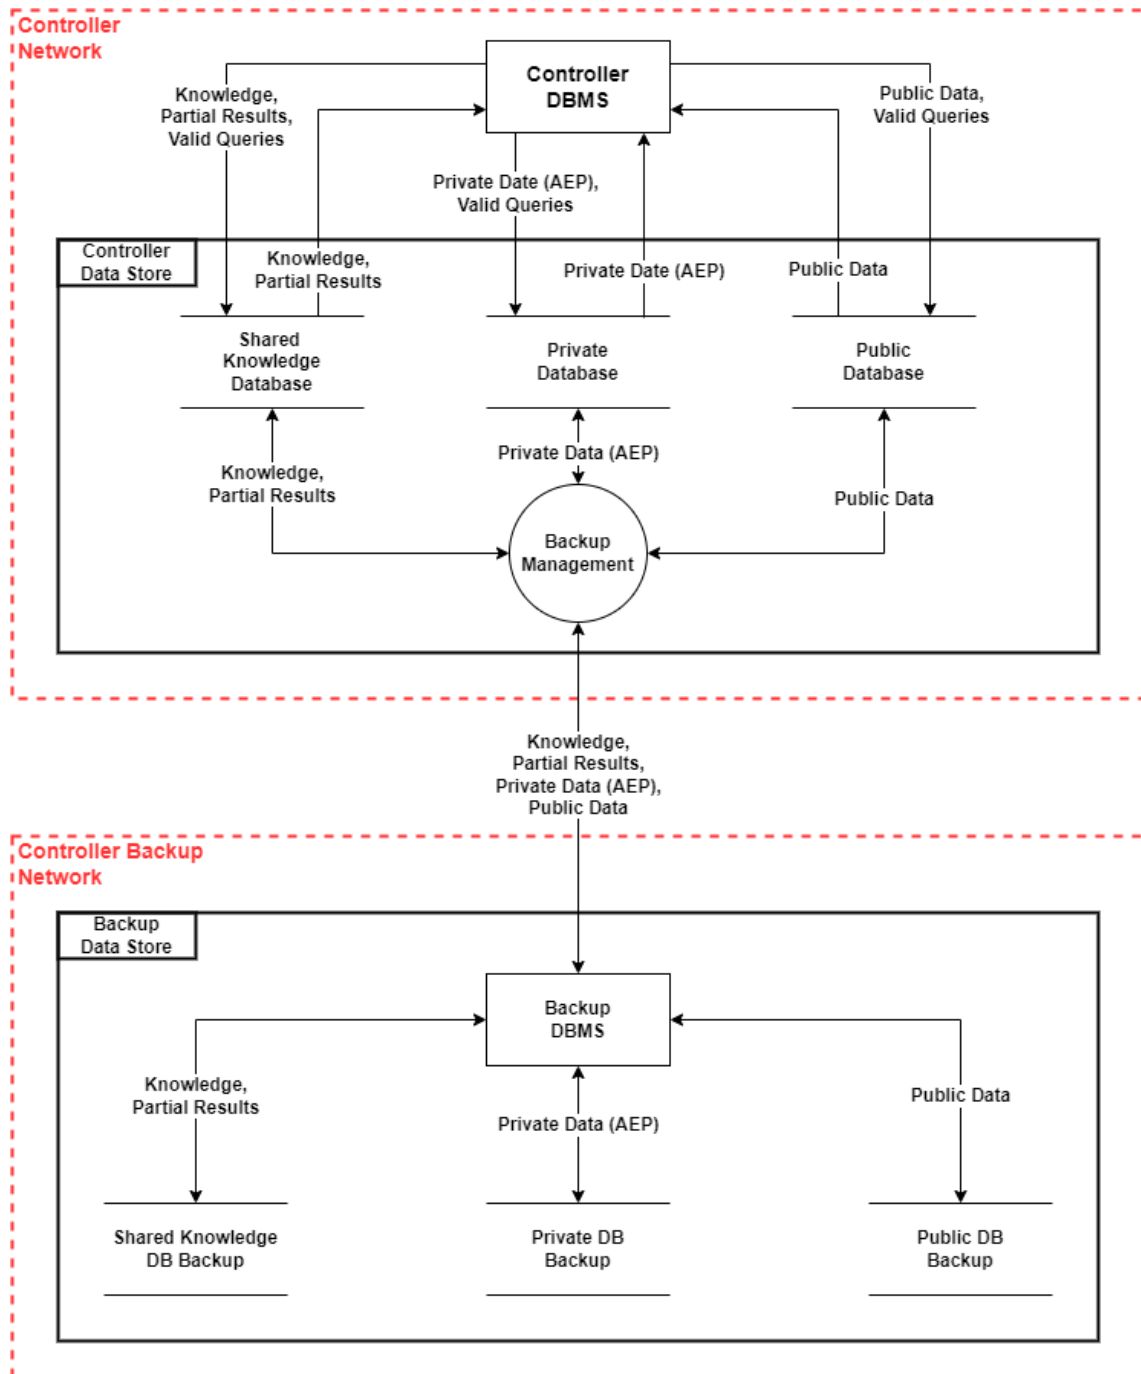 Controller
Network
Controller
DBMS
Knowledge,
Partial Results,
Valid Queries
Public Data,
Valid Queries
Private Date (AEP),
Valid Queries
Controller
Data Store
Knowledge,
Partial Results
Private Date (AEP)
Public Data
Shared
Knowledge
Database
Private
Database
Public
Database
Knowledge,
Partial Results
Private Data (AEP)
Public Data
Backup
Management
Knowledge,
Partial Results,
Private Data (AEP),
Public Data
Controller Backup
Network
Backup
Data Store
Backup
DBMS
Knowledge,
Partial Results
Private Data (AEP)
Public Data
Shared Knowledge
DB Backup
Private DB
Backup
Public DB
Backup